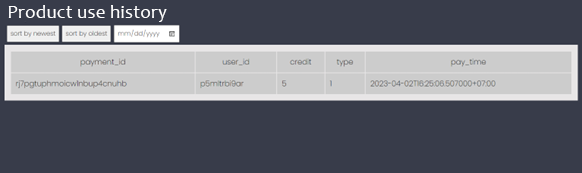 Product use history
sort by newest sort by oldest mm/dd/yyyy
payment_id user_id credit type pay_time
rj7pgtuphmoicwlnbup4cnuhb p5mitrbi9ar 5 1 2023-04-02T16:25:06.507000+07:00